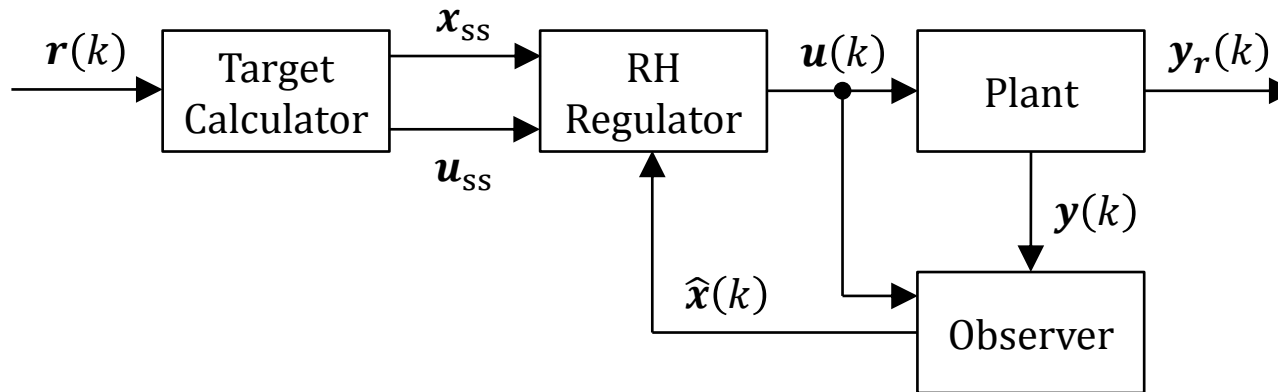 r(k)
Target
Calculator
x_ss
u_ss
RH
Regulator
u(k)
Plant
y_r(k)
y(k)
x̂(k)
Observer